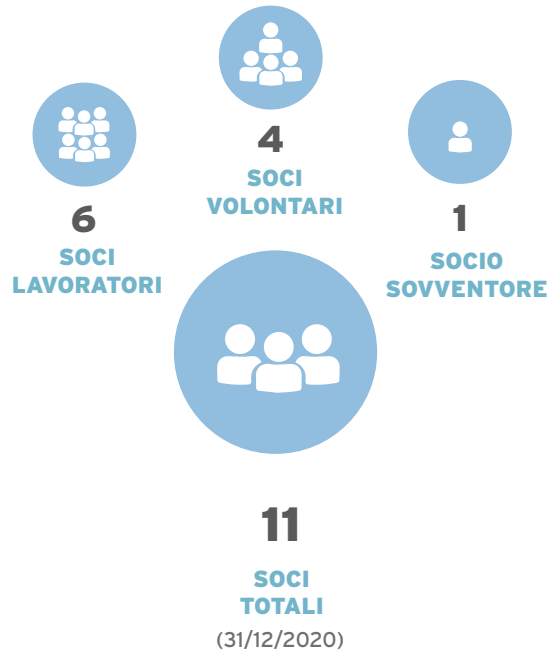 6
SOCI
LAVORATORI
4
SOCI
VOLONTARI
1
SOCIO
SOVVENTORE
11
SOCI
TOTALI
(31/12/2020)